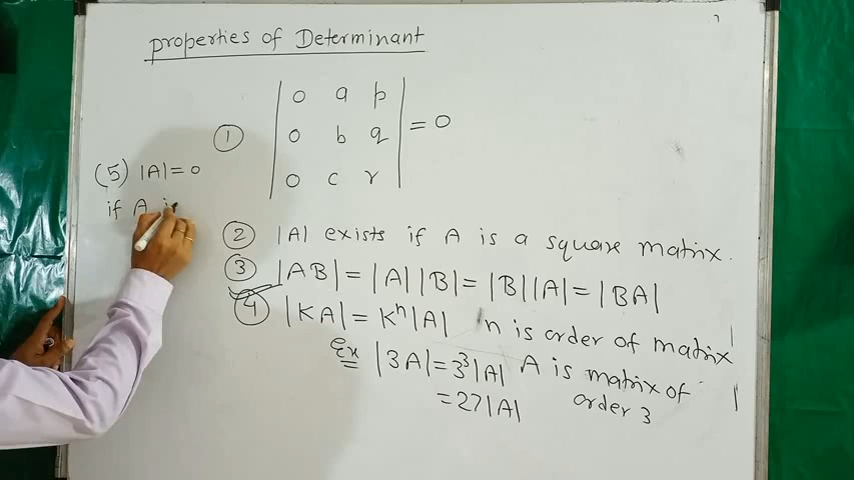 properties of Determinant
① | 0 a p |
| 0 b q | = 0
| 0 c r |
(5) |A| = 0
if A i
② |A| exists if A is a square matrix.
③ |AB| = |A| |B| = |B| |A| = |BA|
④ |KA| = Kⁿ |A| n is order of matrix
Ex |3A| = 3³ |A| A is matrix of order 3
= 27 |A|